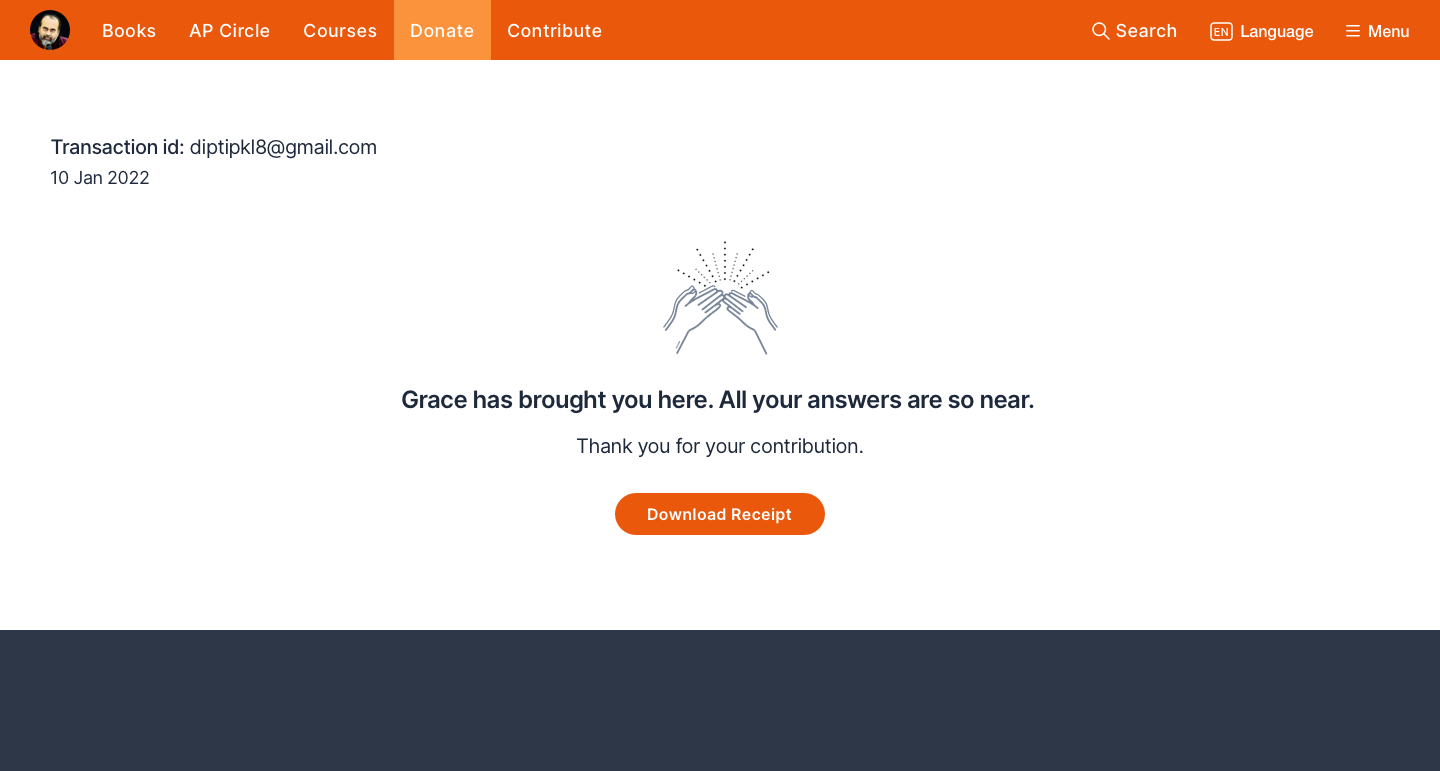 Books AP Circle Courses Donate Contribute Search EN Language Menu
Transaction id: diptipkl8@gmail.com
10 Jan 2022
Grace has brought you here. All your answers are so near.
Thank you for your contribution.
Download Receipt